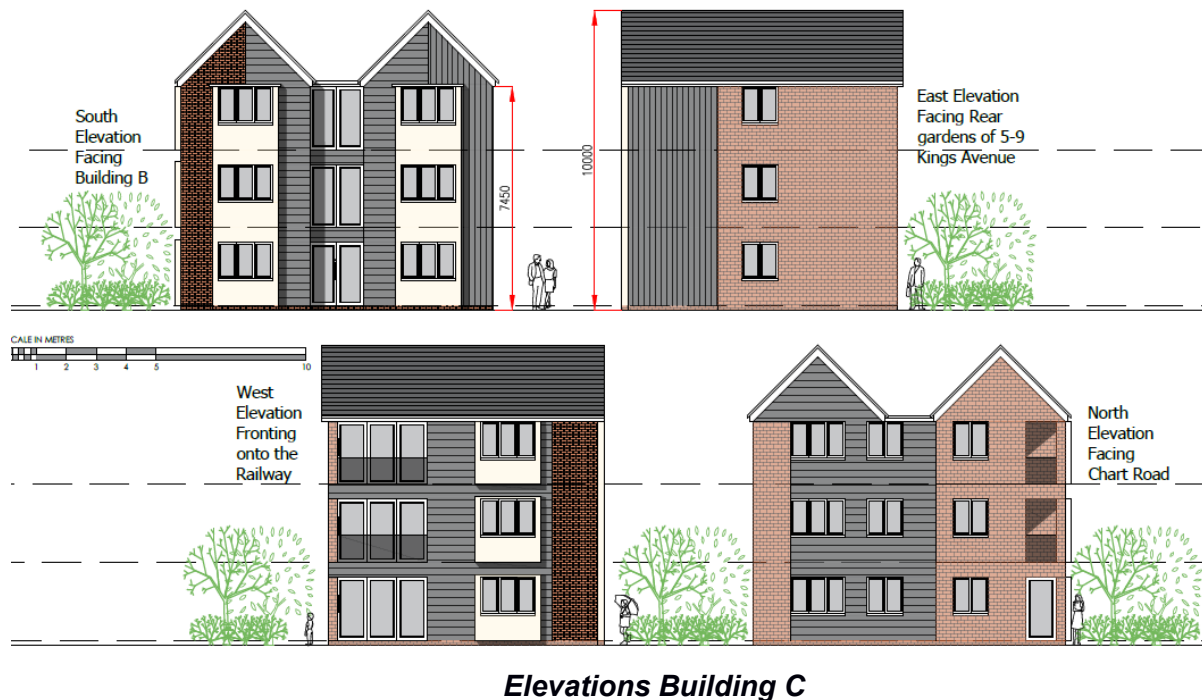 South
Elevation
Facing
Building B
7450
10000
East Elevation
Facing Rear
gardens of 5-9
Kings Avenue
CALE IN METRES
1 2 3 4 5 10
West
Elevation
Fronting
onto the
Railway
North
Elevation
Facing
Chart Road
Elevations Building C